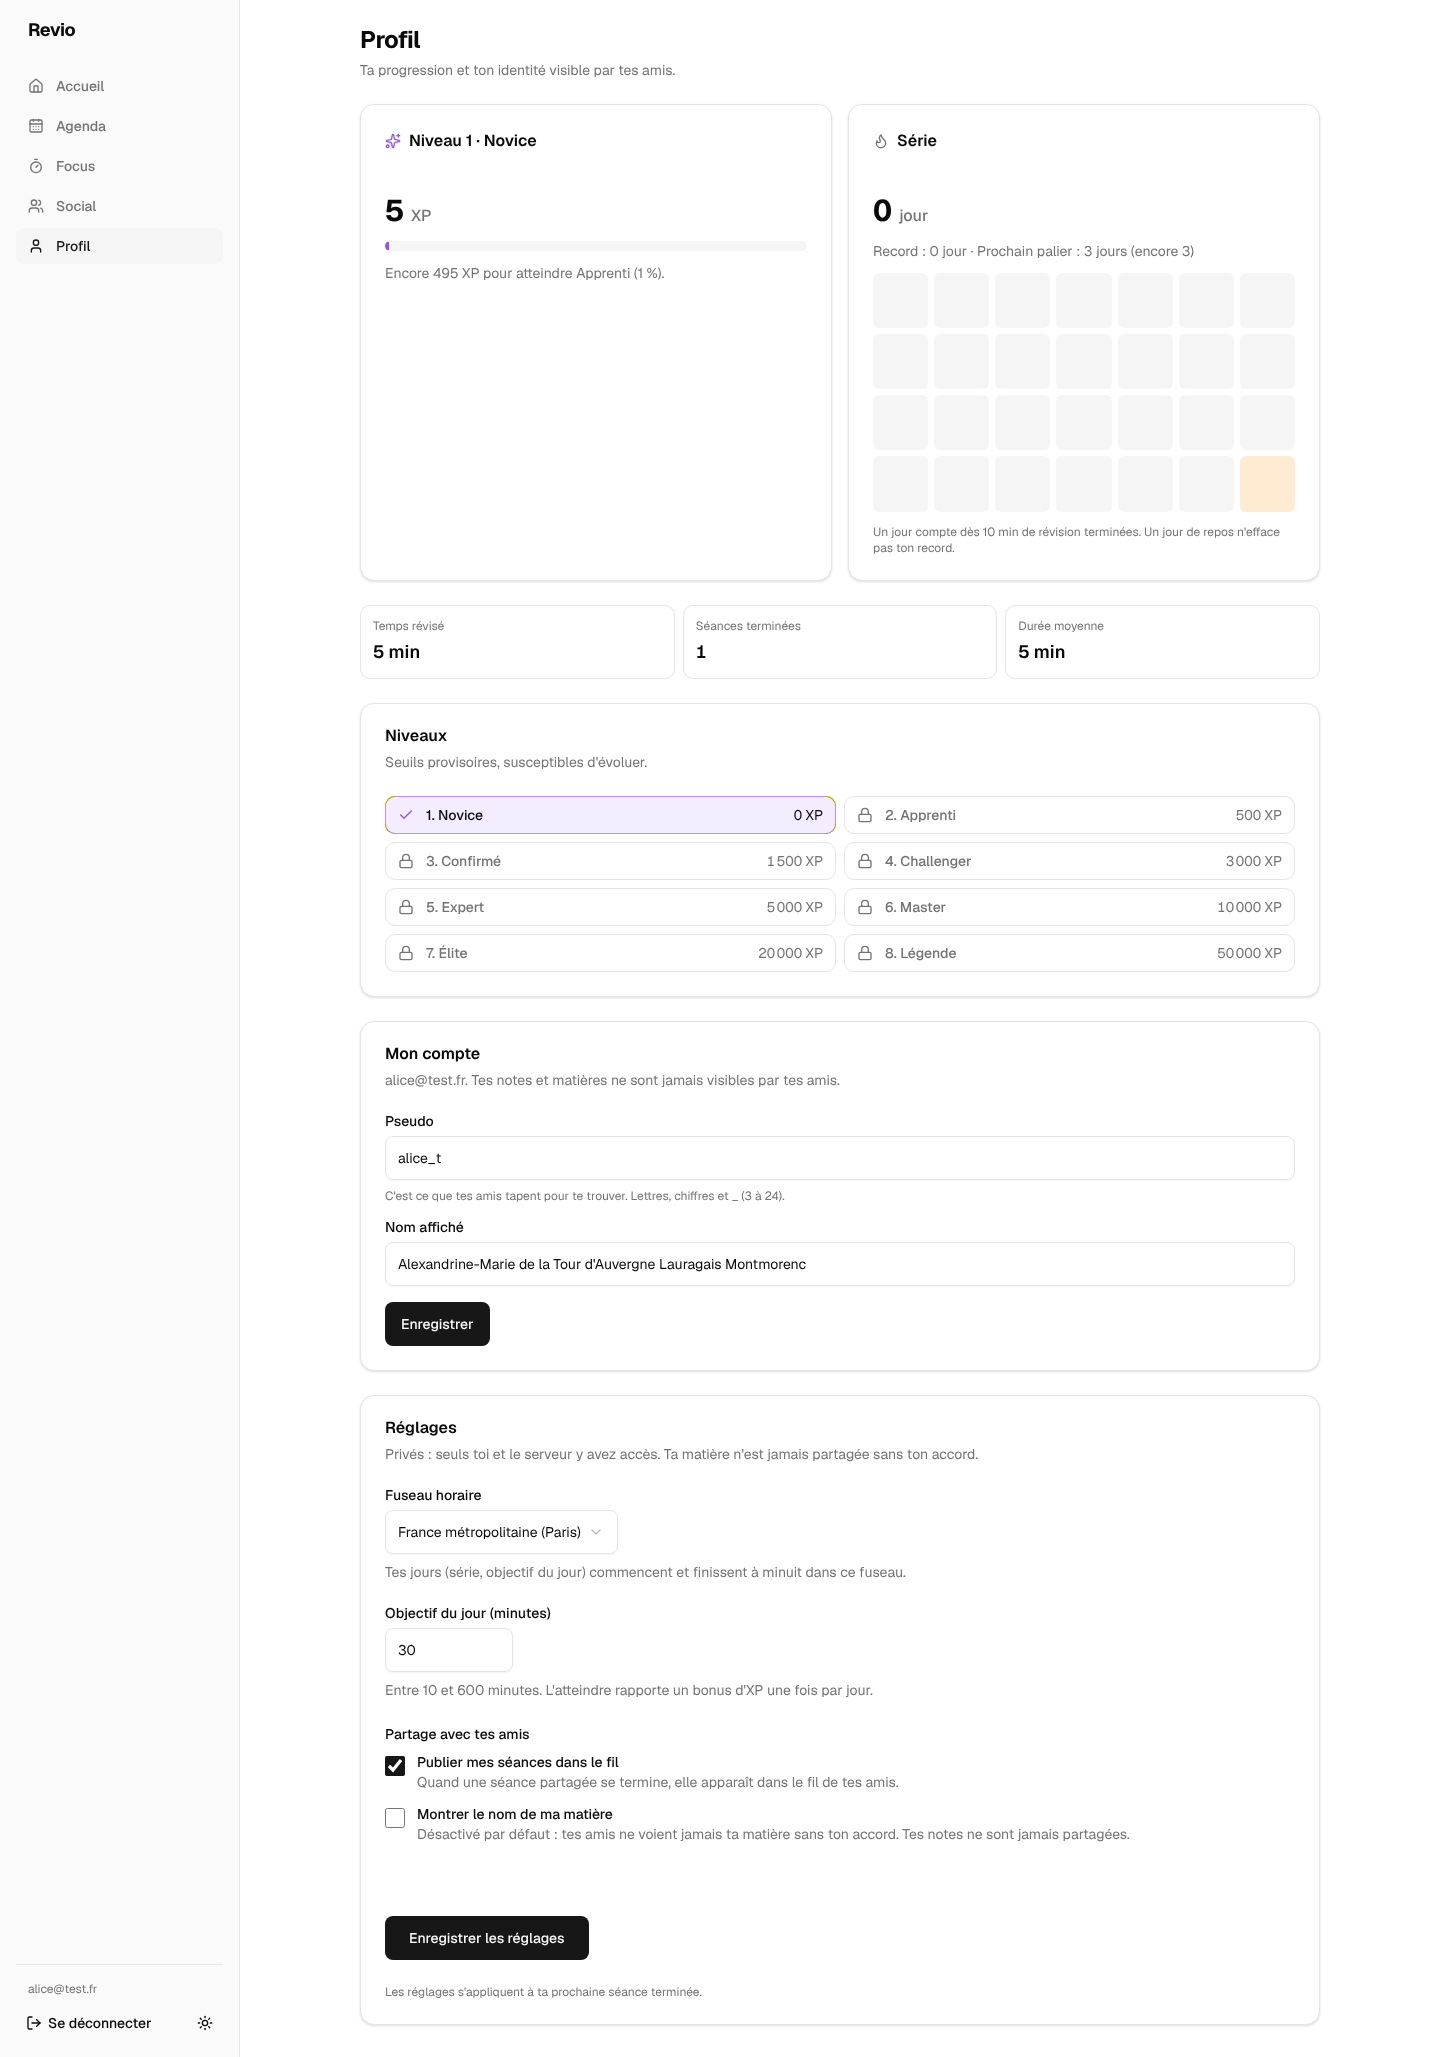 Revio
Accueil
Agenda
Focus
Social
Profil
alice@test.fr
Se déconnecter
Profil
Ta progression et ton identité visible par tes amis.
Niveau 1 · Novice
5 XP
Encore 495 XP pour atteindre Apprenti (1 %).
Série
0 jour
Record : 0 jour · Prochain palier : 3 jours (encore 3)
Un jour compte dès 10 min de révision terminées. Un jour de repos n'efface
pas ton record.
Temps révisé
5 min
Séances terminées
1
Durée moyenne
5 min
Niveaux
Seuils provisoires, susceptibles d'évoluer.
1. Novice 0 XP
2. Apprenti 500 XP
3. Confirmé 1 500 XP
4. Challenger 3 000 XP
5. Expert 5 000 XP
6. Master 10 000 XP
7. Élite 20 000 XP
8. Légende 50 000 XP
Mon compte
alice@test.fr. Tes notes et matières ne sont jamais visibles par tes amis.
Pseudo
alice_t
C'est ce que tes amis tapent pour te trouver. Lettres, chiffres et _ (3 à 24).
Nom affiché
Alexandrine-Marie de la Tour d'Auvergne Lauragais Montmorenc
Enregistrer
Réglages
Privés : seuls toi et le serveur y avez accès. Ta matière n'est jamais partagée sans ton accord.
Fuseau horaire
France métropolitaine (Paris)
Tes jours (série, objectif du jour) commencent et finissent à minuit dans ce fuseau.
Objectif du jour (minutes)
30
Entre 10 et 600 minutes. L'atteindre rapporte un bonus d'XP une fois par jour.
Partage avec tes amis
Publier mes séances dans le fil
Quand une séance partagée se termine, elle apparaît dans le fil de tes amis.
Montrer le nom de ma matière
Désactivé par défaut : tes amis ne voient jamais ta matière sans ton accord. Tes notes ne sont jamais partagées.
Enregistrer les réglages
Les réglages s'appliquent à ta prochaine séance terminée.